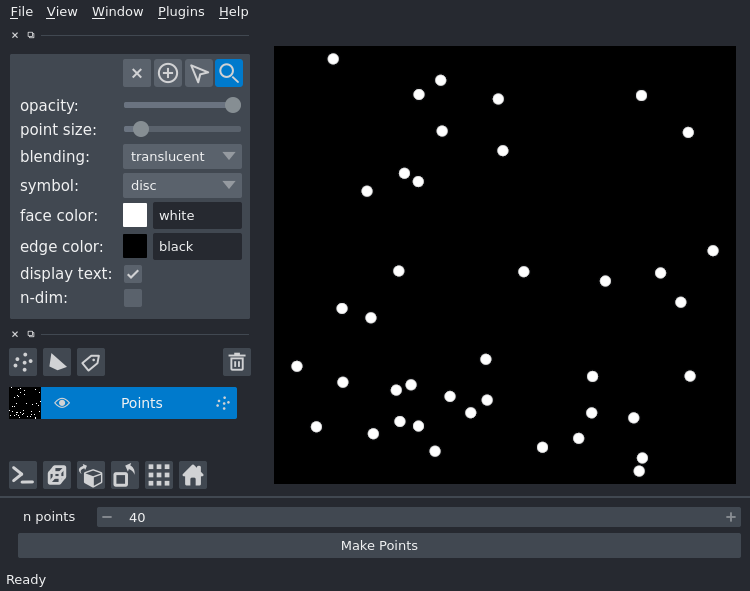 File View Window Plugins Help
opacity:
point size:
blending: translucent
symbol: disc
face color: white
edge color: black
display text:
n-dim:
Points
n points 40
Make Points
Ready